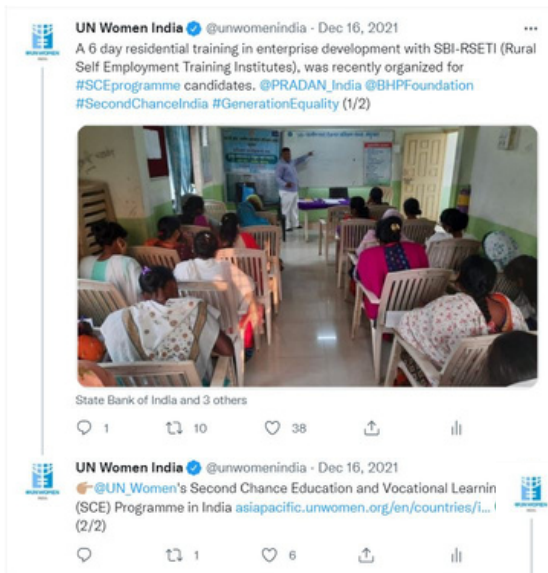 UN Women India @unwomenindia · Dec 16, 2021
A 6 day residential training in enterprise development with SBI-RSETI (Rural
Self Employment Training Institutes), was recently organized for
#SCEprogramme candidates. @PRADAN_India @BHPFoundation
#SecondChanceIndia #GenerationEquality (1/2)
State Bank of India and 3 others
1 10 38
UN Women India @unwomenindia · Dec 16, 2021
👉🏼@UN_Women's Second Chance Education and Vocational Learnin
(SCE) Programme in India asiapacific.unwomen.org/en/countries/i...
(2/2)
1 6